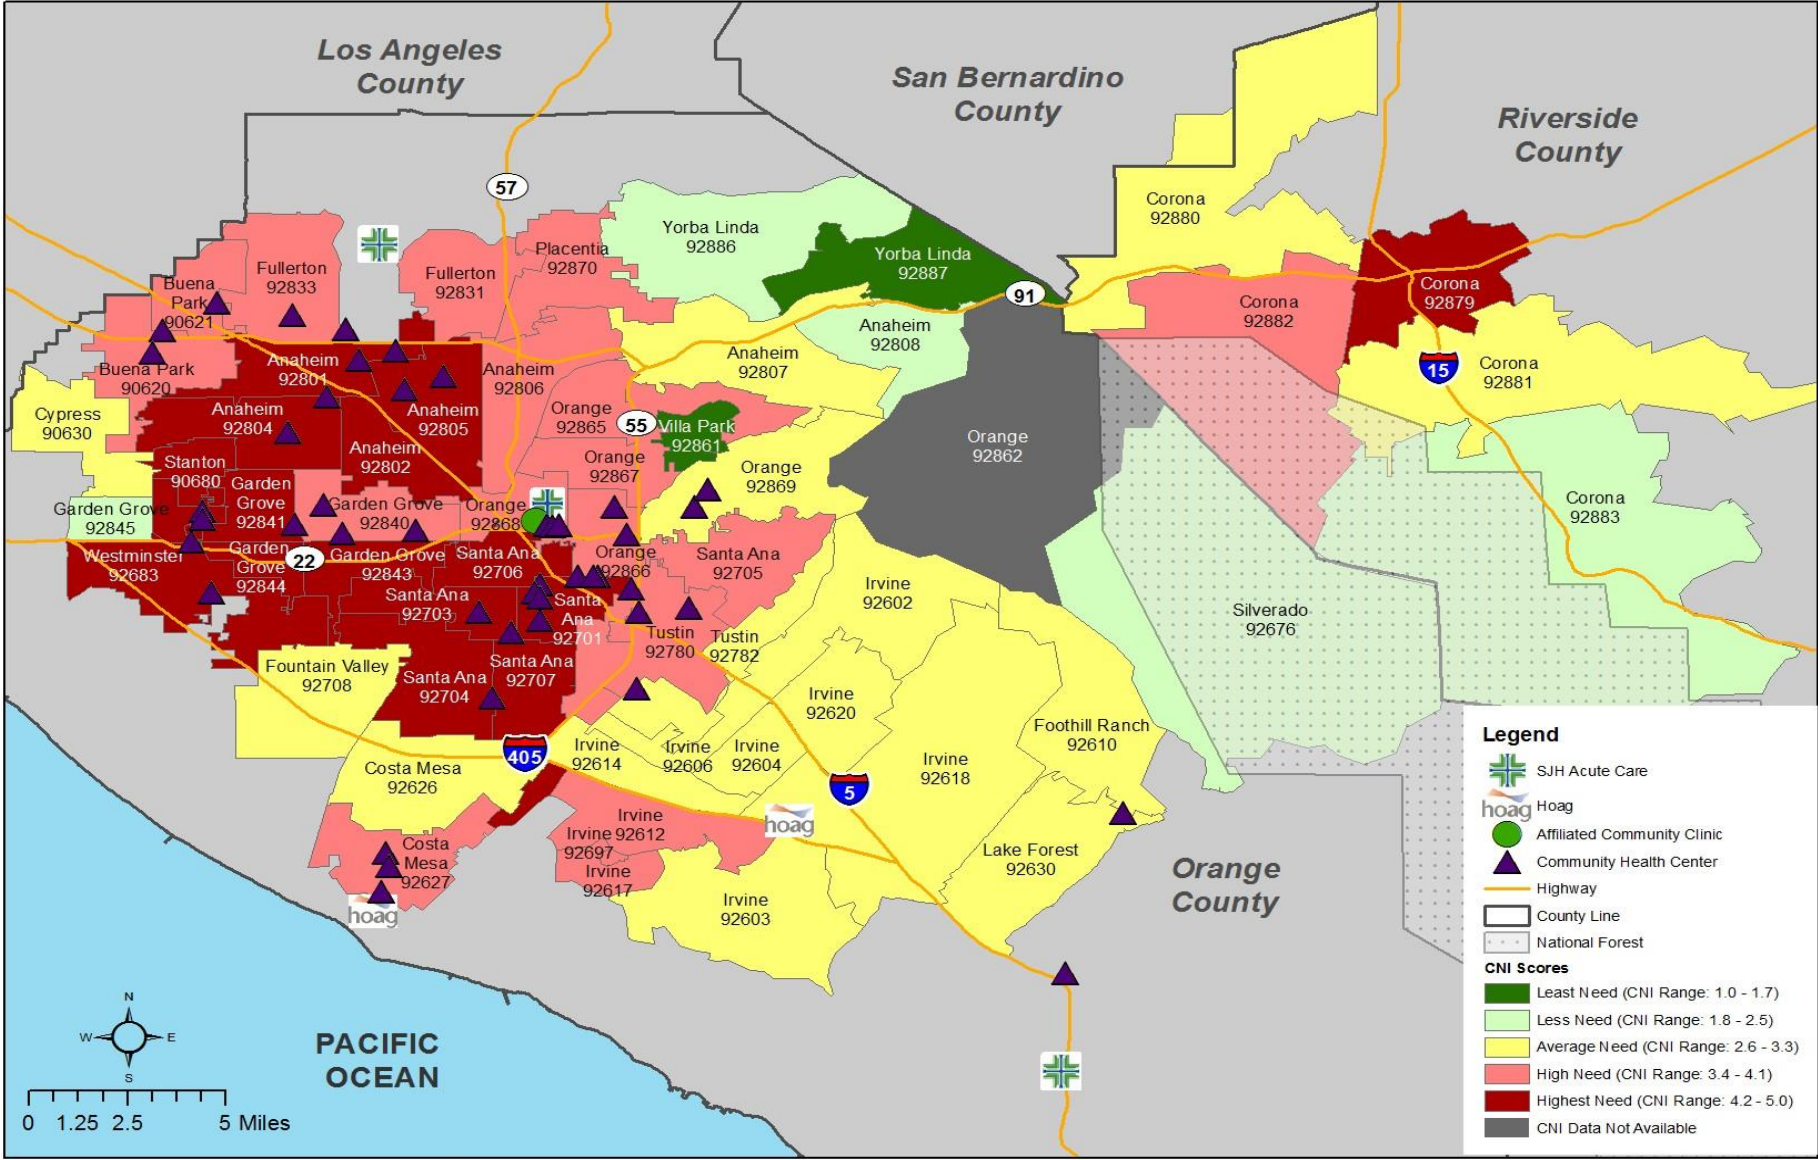 Los Angeles
County
San Bernardino
County
Riverside
County
57
Corona
92880
Yorba Linda
92886
Yorba Linda
92887
Placentia
92870
Fullerton
92833
Fullerton
92831
Buena
Park
90621
91
Corona
92879
Corona
92882
Anaheim
92808
Anaheim
92807
Anaheim
92801
Anaheim
92806
Buena Park
90620
15
Corona
92881
Cypress
90630
Anaheim
92804
Anaheim
92805
Orange
92865
55
Villa Park
92861
Orange
92862
Anaheim
92802
Stanton
90680
Orange
92867
Orange
92869
Garden
Grove
92841
Garden Grove
92845
Garden Grove
92840
Orange
92868
Corona
92883
Westminster
92683
Garden
Grove
92844
22
Garden Grove
92843
Santa Ana
92706
Orange
92866
Santa Ana
92705
Irvine
92602
Santa Ana
92703
Santa
Ana
92701
Silverado
92676
Tustin
92780
Tustin
92782
Fountain Valley
92708
Santa Ana
92704
Santa Ana
92707
Irvine
92620
Foothill Ranch
92610
405
Irvine
92614
Irvine
92606
Irvine
92604
Irvine
92618
Costa Mesa
92626
5
hoag
Irvine
92612
Irvine
92697
Irvine
92617
Costa
Mesa
92627
hoag
Irvine
92603
Lake Forest
92630
Orange
County
PACIFIC
OCEAN
N
W
E
S
0 1.25 2.5 5 Miles
Legend
SJH Acute Care
hoag Hoag
Affiliated Community Clinic
Community Health Center
Highway
County Line
National Forest
CNI Scores
Least Need (CNI Range: 1.0 - 1.7)
Less Need (CNI Range: 1.8 - 2.5)
Average Need (CNI Range: 2.6 - 3.3)
High Need (CNI Range: 3.4 - 4.1)
Highest Need (CNI Range: 4.2 - 5.0)
CNI Data Not Available